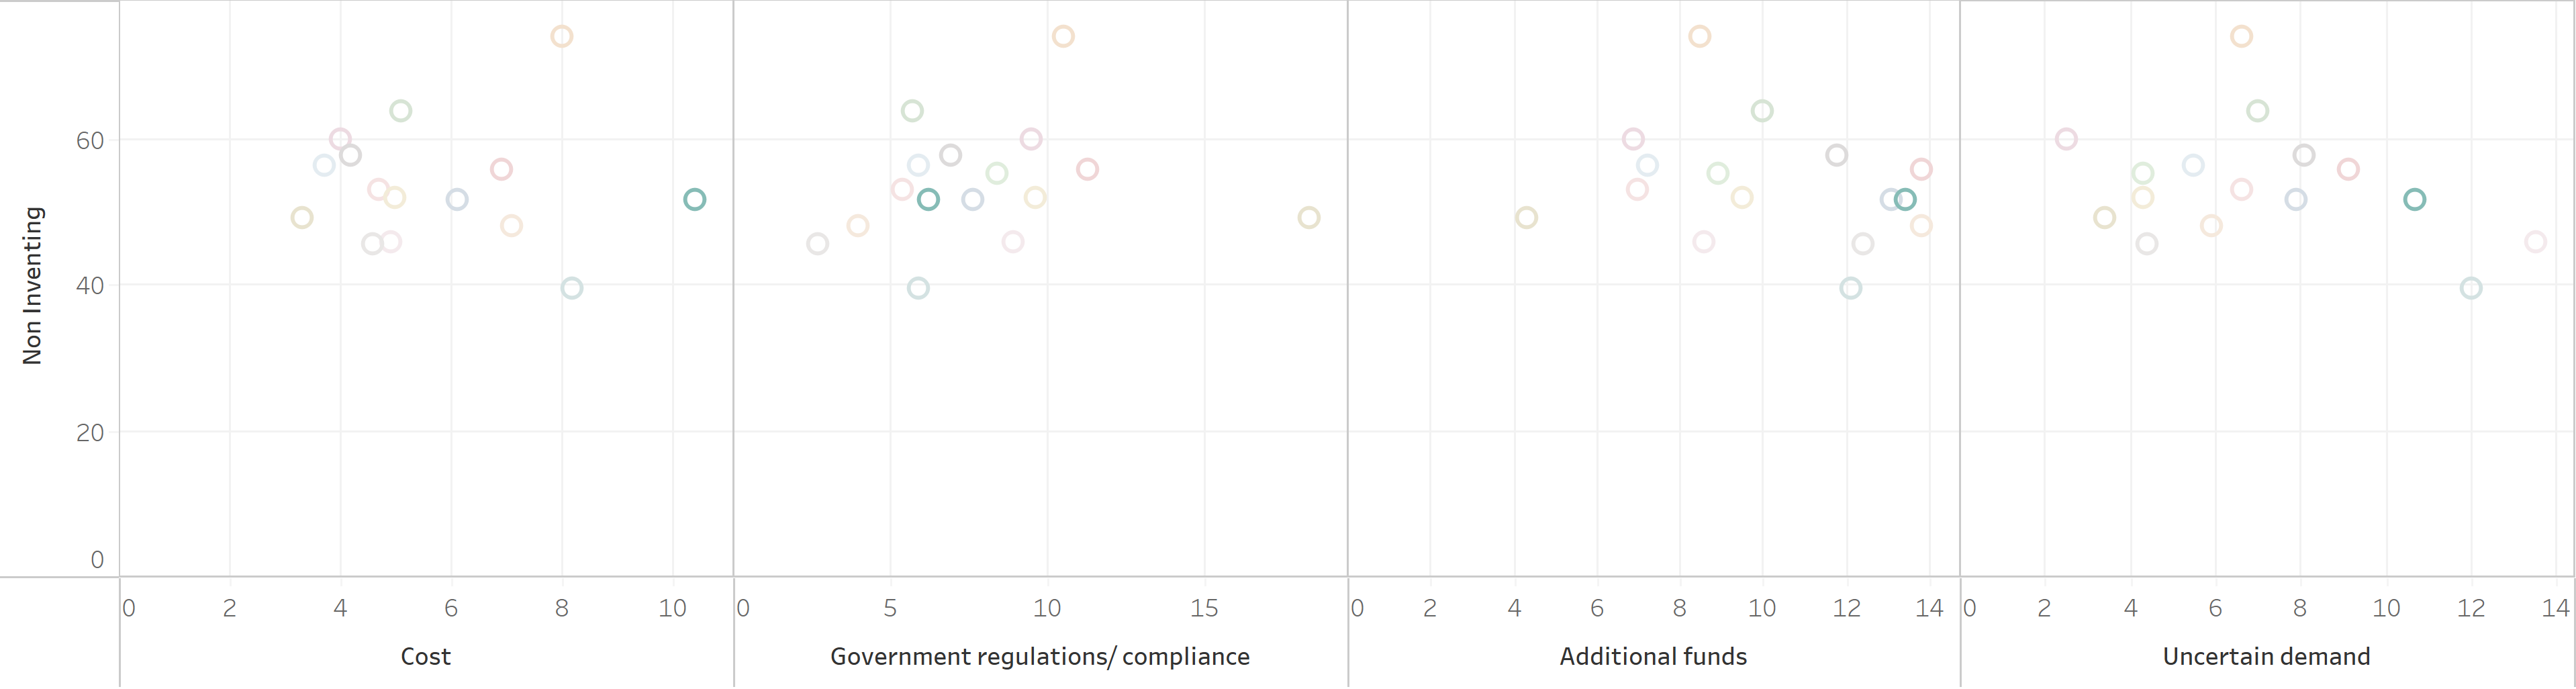 Non Inventing
60
40
20
0
0 2 4 6 8 10
0 5 10 15
0 2 4 6 8 10 12 14
0 2 4 6 8 10 12 14
Cost
Government regulations/ compliance
Additional funds
Uncertain demand